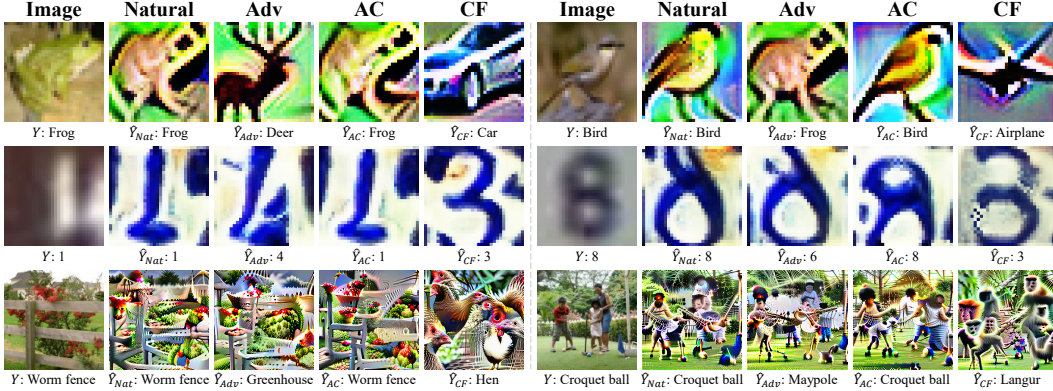 Image Natural Adv AC CF Image Natural Adv AC CF
Y: Frog Ŷ_Nat: Frog Ŷ_Adv: Deer Ŷ_AC: Frog Ŷ_CF: Car Y: Bird Ŷ_Nat: Bird Ŷ_Adv: Frog Ŷ_AC: Bird Ŷ_CF: Airplane
Y: 1 Ŷ_Nat: 1 Ŷ_Adv: 4 Ŷ_AC: 1 Ŷ_CF: 3 Y: 8 Ŷ_Nat: 8 Ŷ_Adv: 6 Ŷ_AC: 8 Ŷ_CF: 3
Y: Worm fence Ŷ_Nat: Worm fence Ŷ_Adv: Greenhouse Ŷ_AC: Worm fence Ŷ_CF: Hen Y: Croquet ball Ŷ_Nat: Croquet ball Ŷ_Adv: Maypole Ŷ_AC: Croquet ball Ŷ_CF: Langur